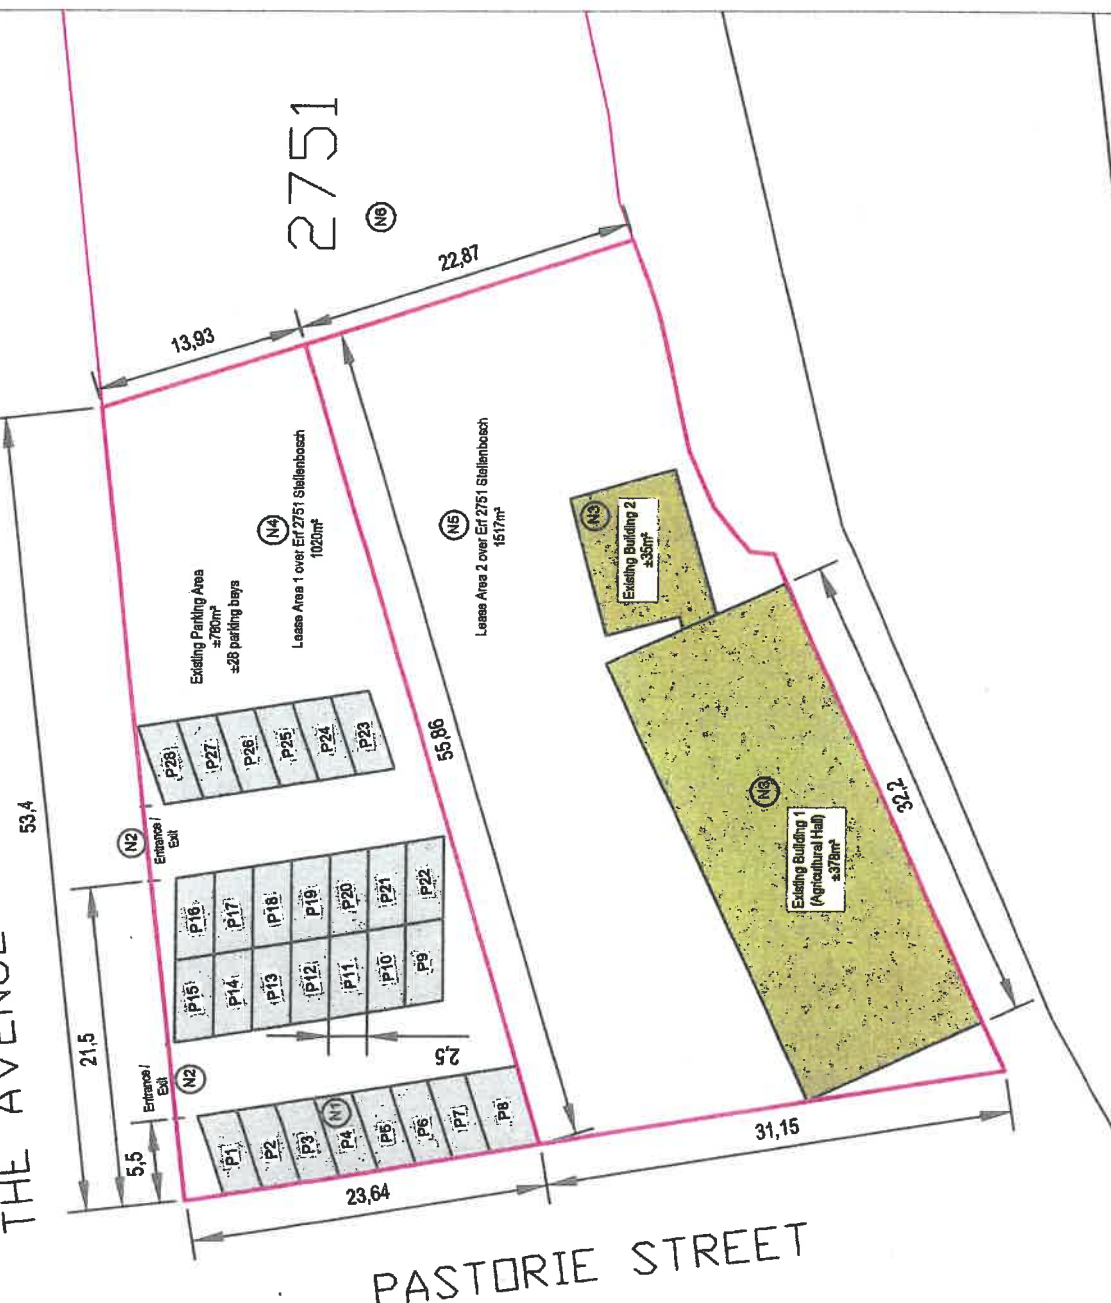 2751
N6
22,87
13,93
53,4
N4
Lease Area 1 over Erf 2751 Stellenbosch
1020m²
N5
Lease Area 2 over Erf 2751 Stellenbosch
1517m²
Existing Parking Area
±780m²
±28 parking bays
N3
Existing Building 2
±35m²
55,86
P28
P27
P26
P25
P24
P23
N2
Entrance /
Exit
21,5
P16
P17
P18
P19
P20
P21
P22
P15
P14
P13
P12
P11
P10
P9
2,5
N3
Existing Building 1
(Agricultural Hall)
±378m²
32,2
THE AVENUE
Entrance /
Exit
N2
5,5
P1
P2
P3
N1
P4
P5
P6
P7
P8
23,64
31,15
PASTORIE STREET